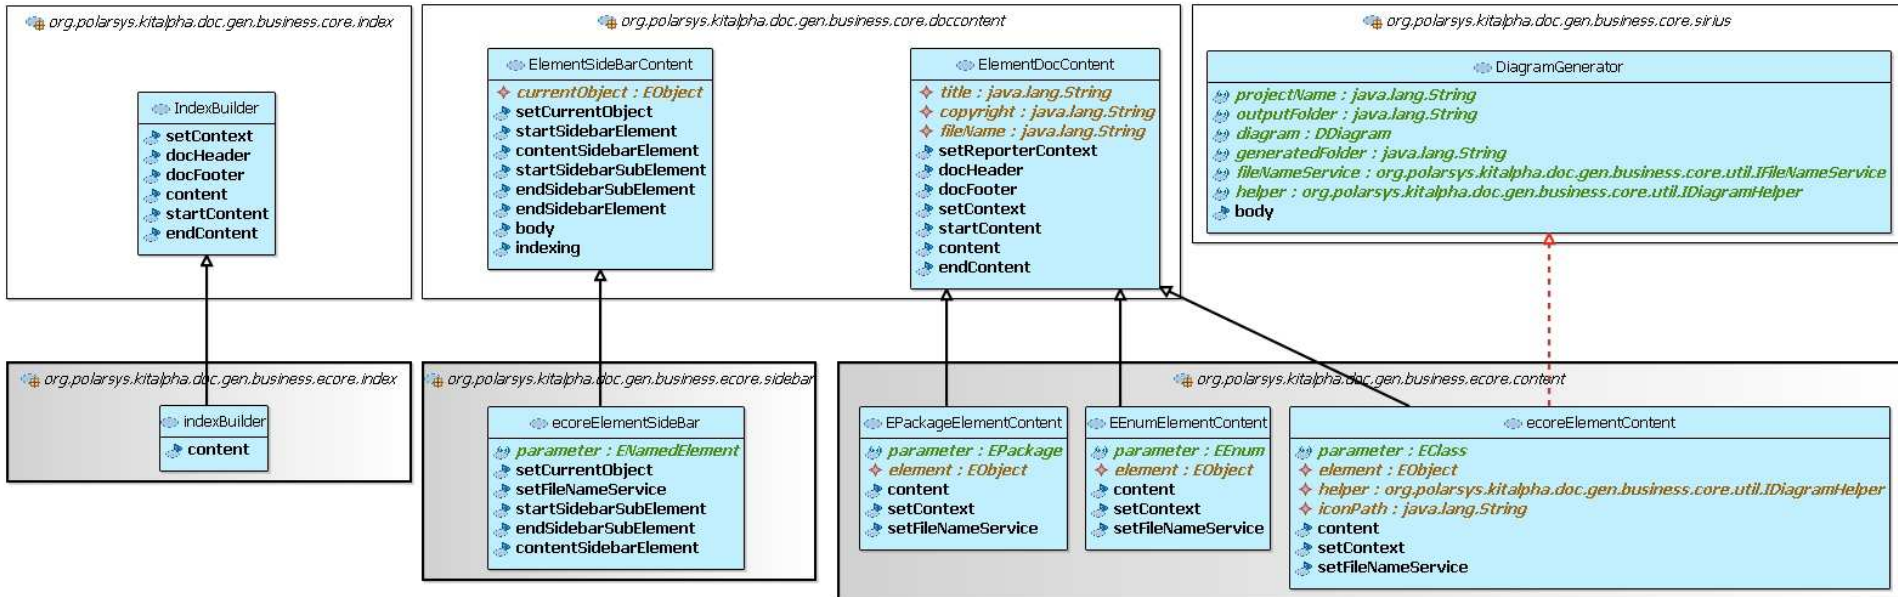 org.polarsys.kitalpha.doc.gen.business.core.index
IndexBuilder
setContext
docHeader
docFooter
content
startContent
endContent
org.polarsys.kitalpha.doc.gen.business.core.doccontent
ElementSideBarContent
currentObject : EObject
setCurrentObject
startSidebarElement
contentSidebarElement
startSidebarSubElement
endSidebarSubElement
endSidebarElement
body
indexing
ElementDocContent
title : java.lang.String
copyright : java.lang.String
fileName : java.lang.String
setReporterContext
docHeader
docFooter
setContext
startContent
content
endContent
org.polarsys.kitalpha.doc.gen.business.core.sirius
DiagramGenerator
projectName : java.lang.String
outputFolder : java.lang.String
diagram : DDiagram
generatedFolder : java.lang.String
fileNameService : org.polarsys.kitalpha.doc.gen.business.core.util.IFileNameService
helper : org.polarsys.kitalpha.doc.gen.business.core.util.IDiagramHelper
body
org.polarsys.kitalpha.doc.gen.business.ecore.index
indexBuilder
content
org.polarsys.kitalpha.doc.gen.business.ecore.sidebar
ecoreElementSideBar
parameter : ENamedElement
setCurrentObject
setFileNameService
startSidebarSubElement
endSidebarSubElement
contentSidebarElement
org.polarsys.kitalpha.doc.gen.business.ecore.content
EPackageElementContent
parameter : EPackage
element : EObject
content
setContext
setFileNameService
EEnumElementContent
parameter : EEnum
element : EObject
content
setContext
setFileNameService
ecoreElementContent
parameter : EClass
element : EObject
helper : org.polarsys.kitalpha.doc.gen.business.core.util.IDiagramHelper
iconPath : java.lang.String
content
setContext
setFileNameService